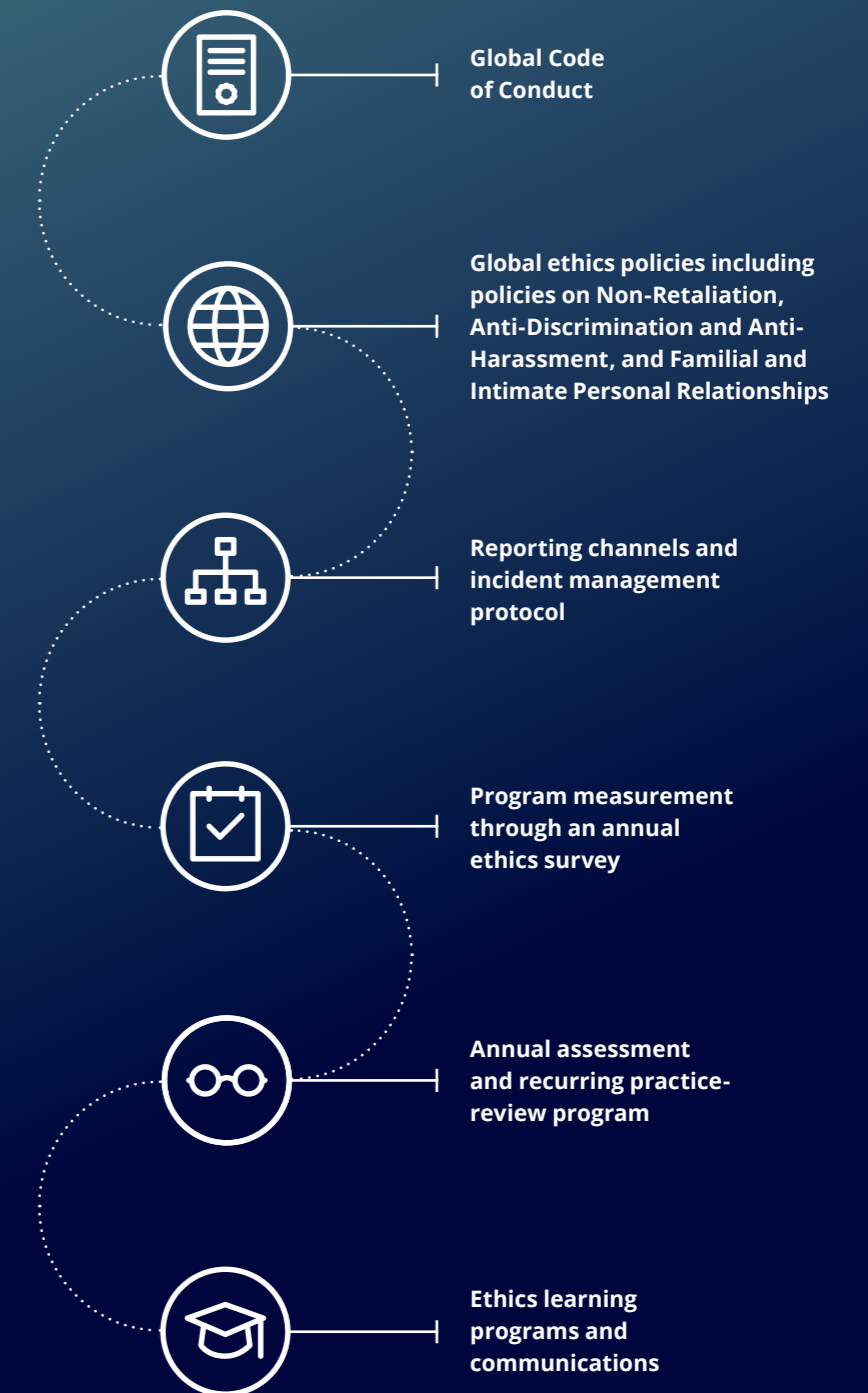 Global Code
of Conduct
Global ethics policies including
policies on Non-Retaliation,
Anti-Discrimination and Anti-
Harassment, and Familial and
Intimate Personal Relationships
Reporting channels and
incident management
protocol
Program measurement
through an annual
ethics survey
Annual assessment
and recurring practice-
review program
Ethics learning
programs and
communications